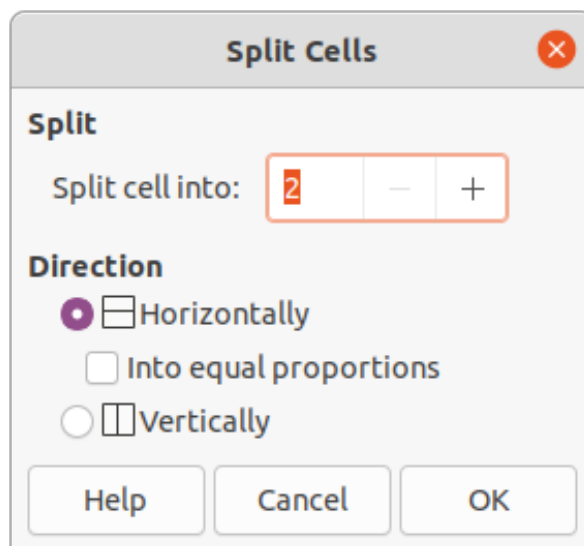 Split Cells
Split
Split cell into: 2
Direction
Horizontally
Into equal proportions
Vertically
Help Cancel OK